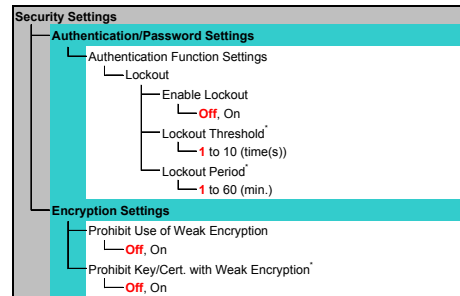 Security Settings
Authentication/Password Settings
Authentication Function Settings
Lockout
Enable Lockout
Off, On
Lockout Threshold*
1 to 10 (time(s))
Lockout Period*
1 to 60 (min.)
Encryption Settings
Prohibit Use of Weak Encryption
Off, On
Prohibit Key/Cert. with Weak Encryption*
Off, On